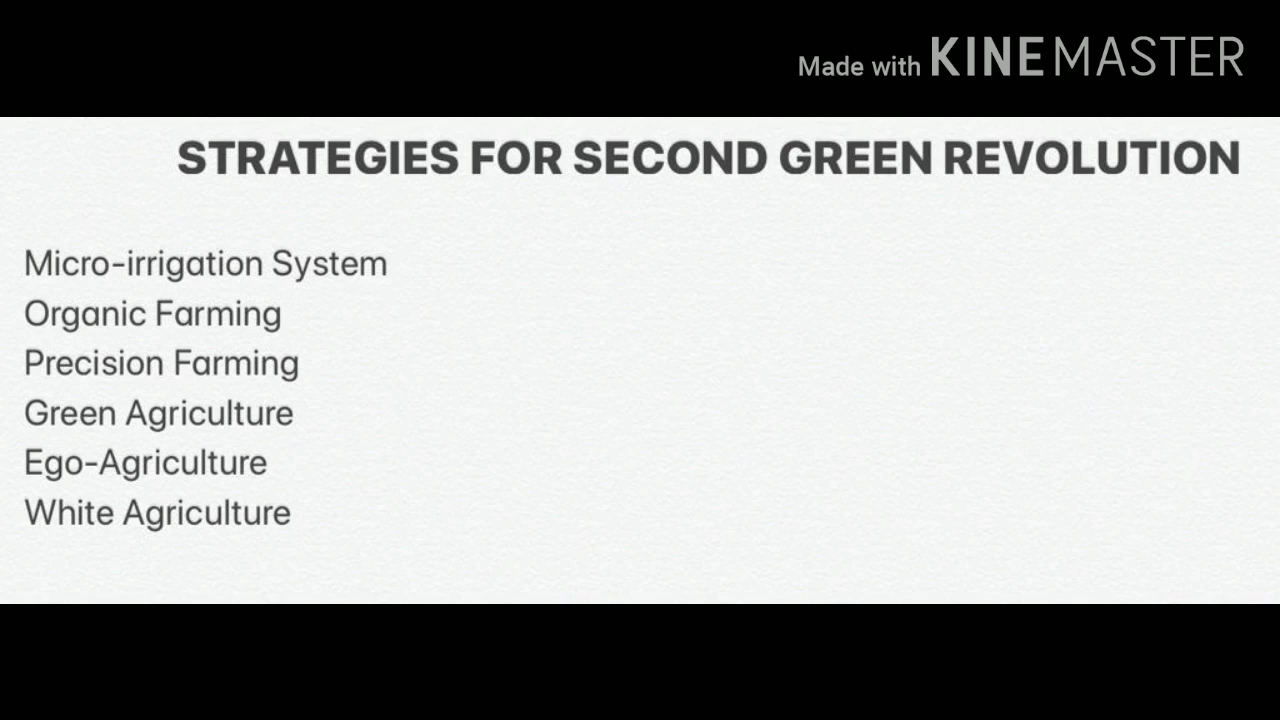 Made with KINEMASTER
STRATEGIES FOR SECOND GREEN REVOLUTION
Micro-irrigation System
Organic Farming
Precision Farming
Green Agriculture
Ego-Agriculture
White Agriculture